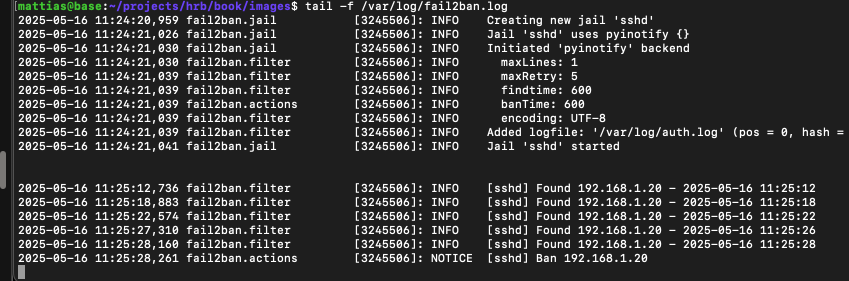 [mattias@base:~/projects/hrb/book/images$ tail -f /var/log/fail2ban.log
2025-05-16 11:24:20,959 fail2ban.jail [3245506]: INFO Creating new jail 'sshd'
2025-05-16 11:24:21,026 fail2ban.jail [3245506]: INFO Jail 'sshd' uses pyinotify {}
2025-05-16 11:24:21,030 fail2ban.jail [3245506]: INFO Initiated 'pyinotify' backend
2025-05-16 11:24:21,030 fail2ban.filter [3245506]: INFO maxLines: 1
2025-05-16 11:24:21,039 fail2ban.filter [3245506]: INFO maxRetry: 5
2025-05-16 11:24:21,039 fail2ban.filter [3245506]: INFO findtime: 600
2025-05-16 11:24:21,039 fail2ban.actions [3245506]: INFO banTime: 600
2025-05-16 11:24:21,039 fail2ban.filter [3245506]: INFO encoding: UTF-8
2025-05-16 11:24:21,039 fail2ban.filter [3245506]: INFO Added logfile: '/var/log/auth.log' (pos = 0, hash =
2025-05-16 11:24:21,041 fail2ban.jail [3245506]: INFO Jail 'sshd' started
2025-05-16 11:25:12,736 fail2ban.filter [3245506]: INFO [sshd] Found 192.168.1.20 - 2025-05-16 11:25:12
2025-05-16 11:25:18,883 fail2ban.filter [3245506]: INFO [sshd] Found 192.168.1.20 - 2025-05-16 11:25:18
2025-05-16 11:25:22,574 fail2ban.filter [3245506]: INFO [sshd] Found 192.168.1.20 - 2025-05-16 11:25:22
2025-05-16 11:25:27,310 fail2ban.filter [3245506]: INFO [sshd] Found 192.168.1.20 - 2025-05-16 11:25:26
2025-05-16 11:25:28,160 fail2ban.filter [3245506]: INFO [sshd] Found 192.168.1.20 - 2025-05-16 11:25:28
2025-05-16 11:25:28,261 fail2ban.actions [3245506]: NOTICE [sshd] Ban 192.168.1.20